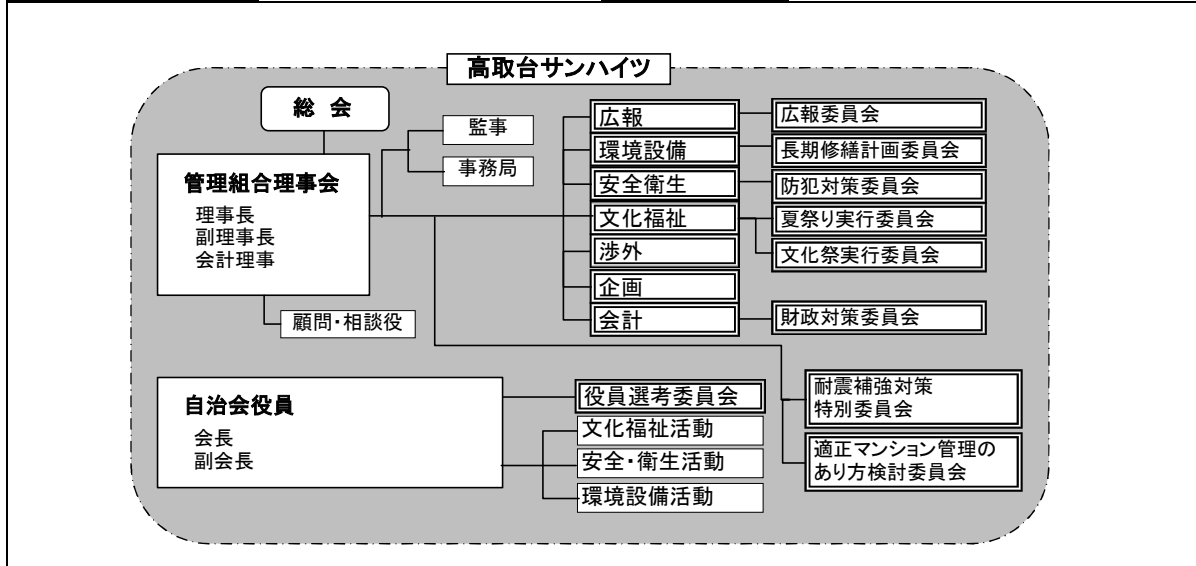 高取台サンハイツ
総 会
管理組合理事会
理事長
副理事長
会計理事
顧問・相談役
監事
事務局
広報
環境設備
安全衛生
文化福祉
渉外
企画
会計
広報委員会
長期修繕計画委員会
防犯対策委員会
夏祭り実行委員会
文化祭実行委員会
財政対策委員会
耐震補強対策
特別委員会
適正マンション管理の
あり方検討委員会
自治会役員
会長
副会長
役員選考委員会
文化福祉活動
安全・衛生活動
環境設備活動